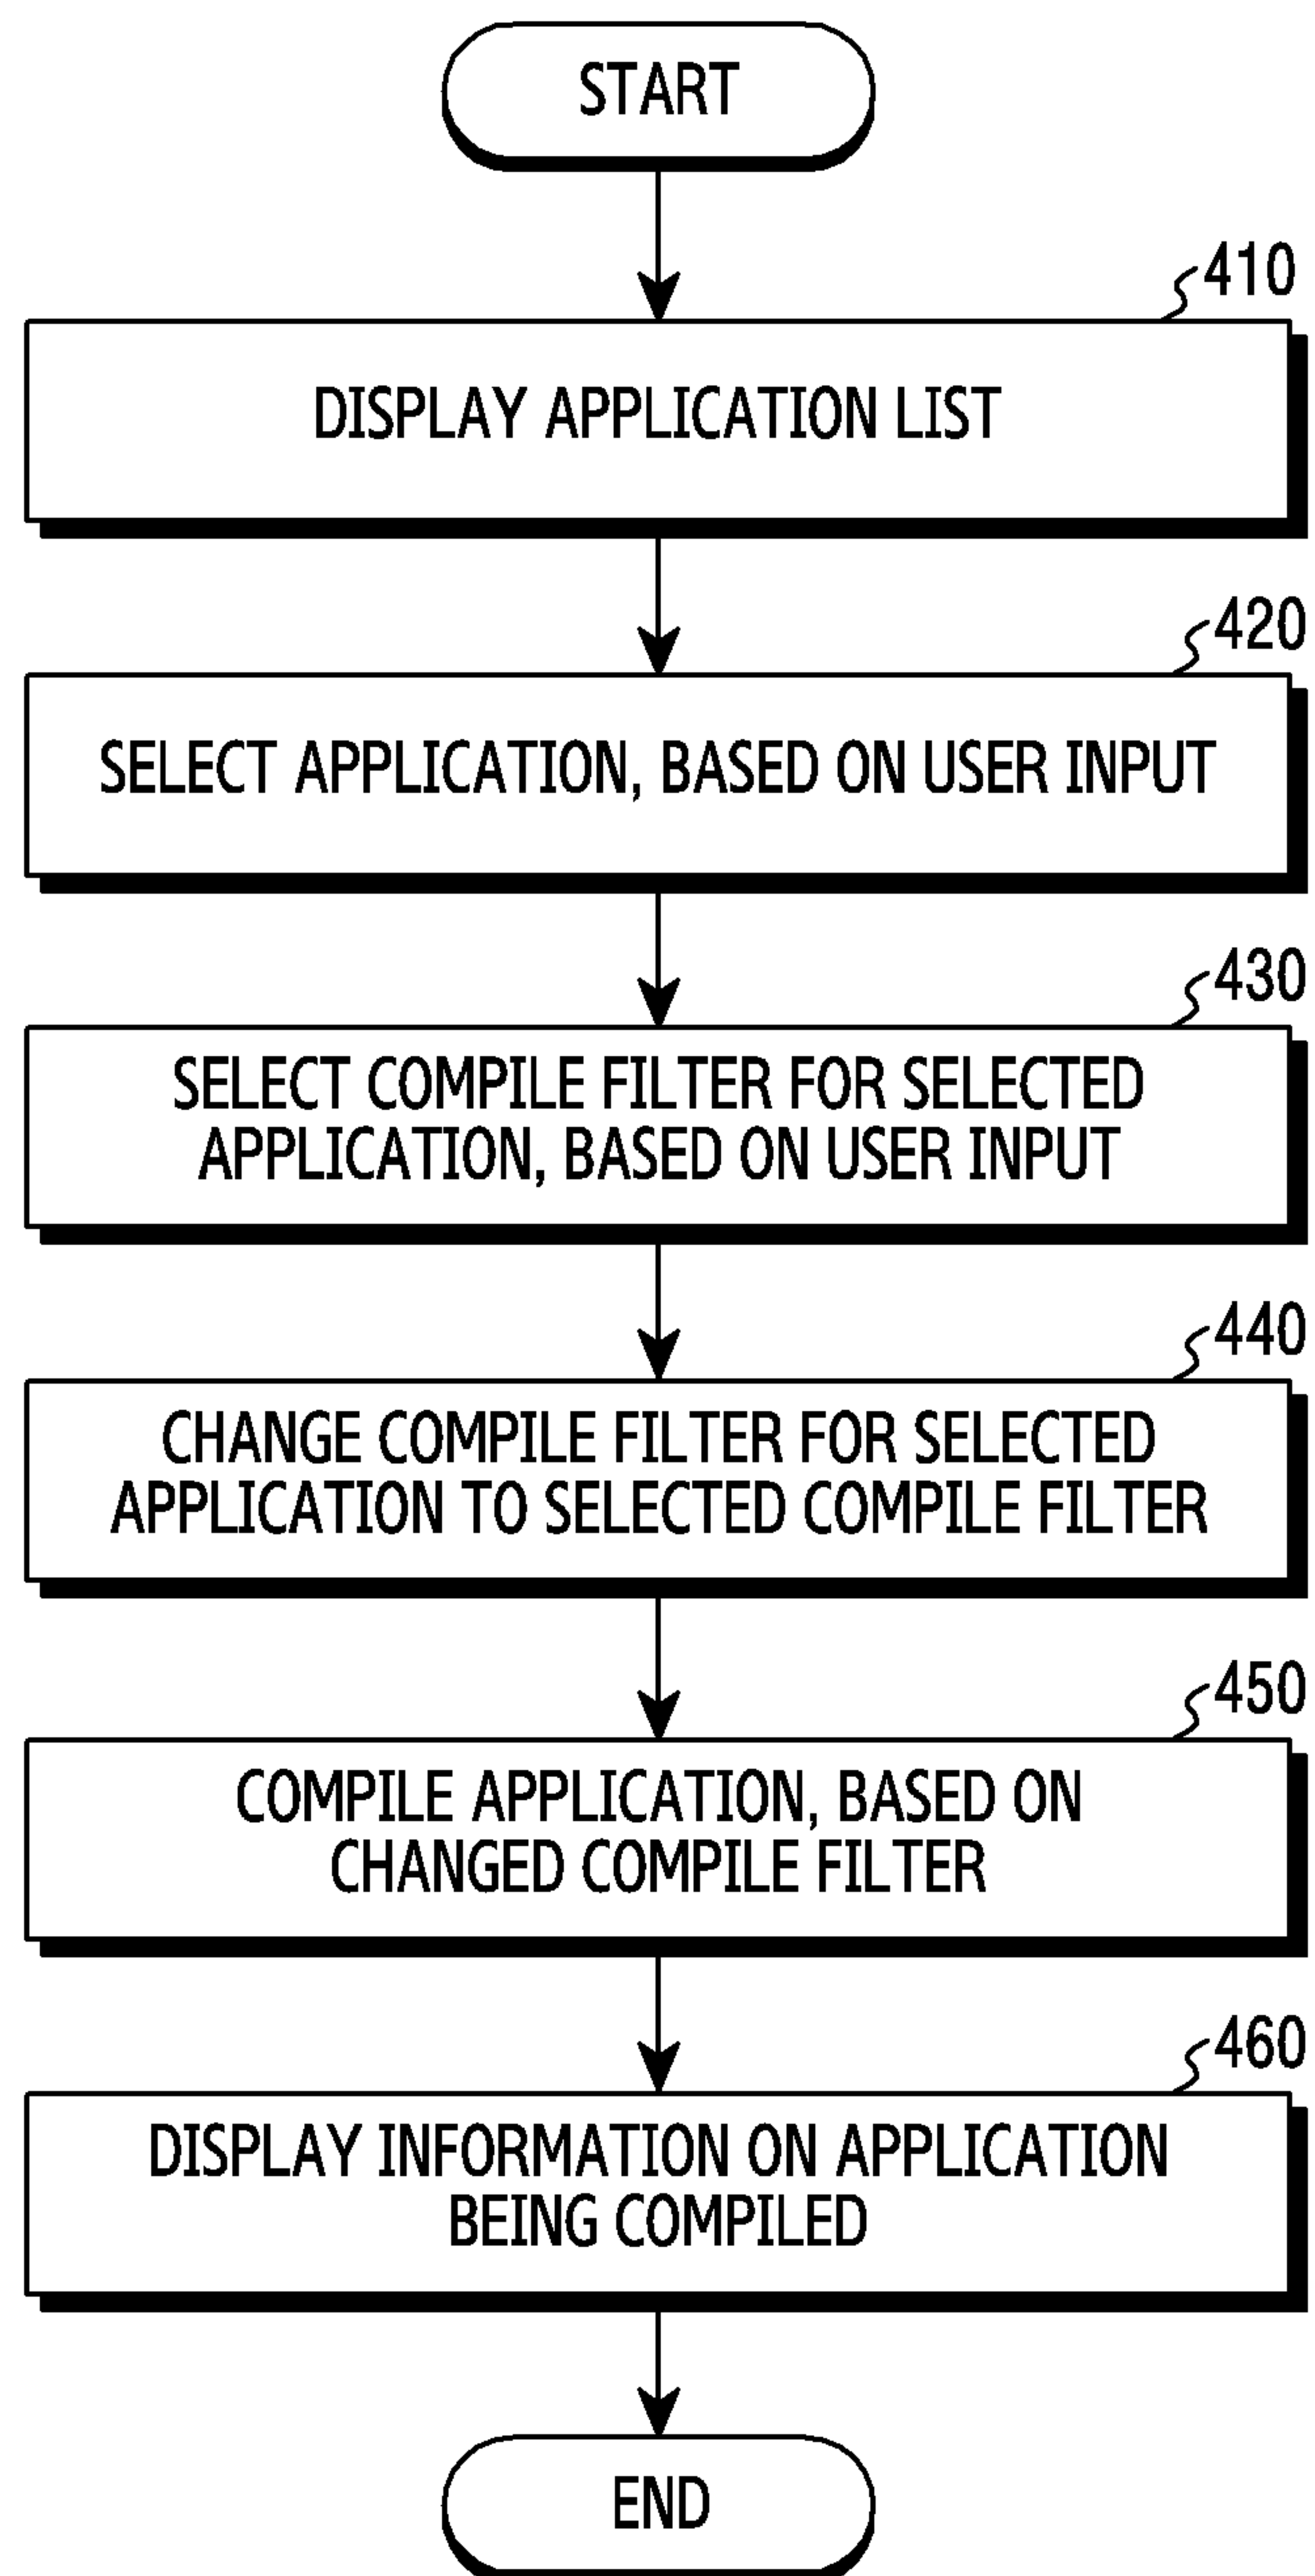 START
410
DISPLAY APPLICATION LIST
420
SELECT APPLICATION, BASED ON USER INPUT
430
SELECT COMPILE FILTER FOR SELECTED
APPLICATION, BASED ON USER INPUT
440
CHANGE COMPILE FILTER FOR SELECTED
APPLICATION TO SELECTED COMPILE FILTER
450
COMPILE APPLICATION, BASED ON
CHANGED COMPILE FILTER
460
DISPLAY INFORMATION ON APPLICATION
BEING COMPILED
END